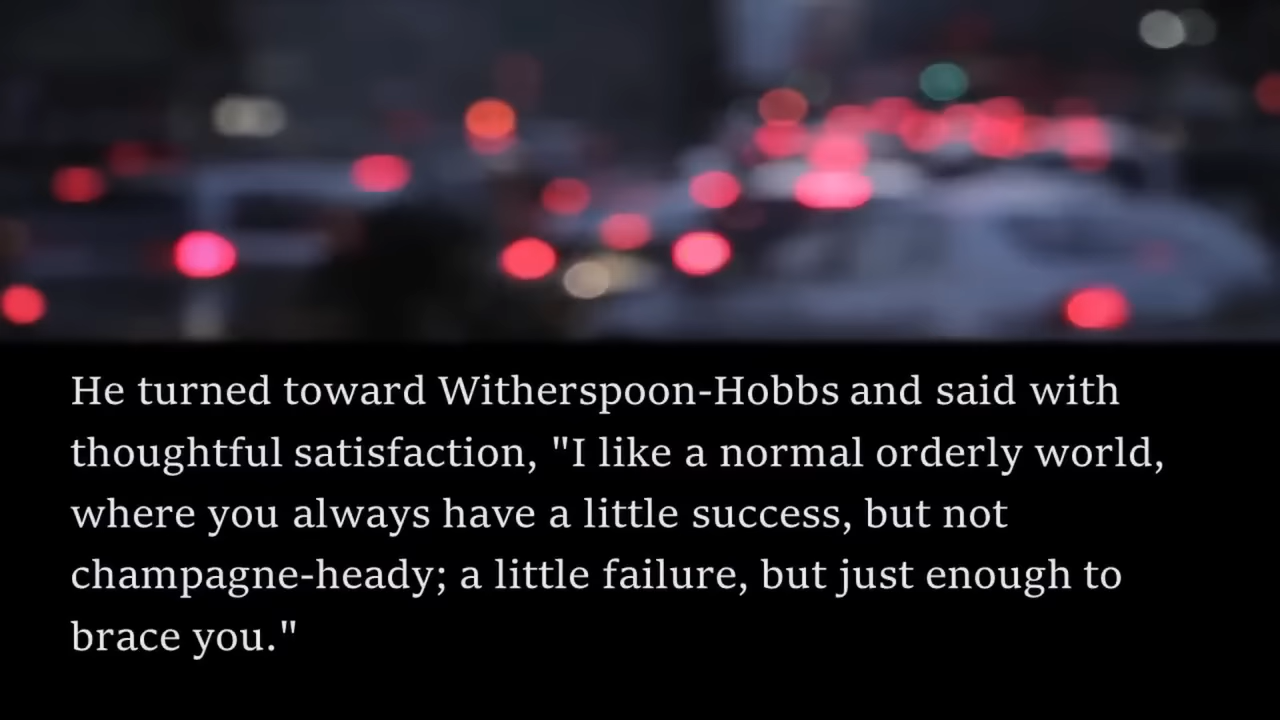 He turned toward Witherspoon-Hobbs and said with
thoughtful satisfaction, "I like a normal orderly world,
where you always have a little success, but not
champagne-heady; a little failure, but just enough to
brace you."